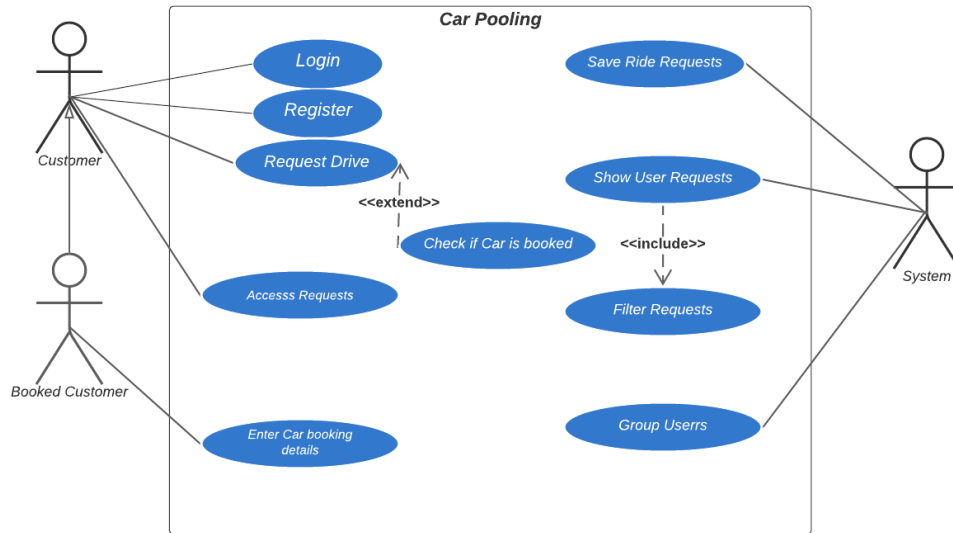 Car Pooling
Login
Save Ride Requests
Register
Customer
Request Drive
Show User Requests
<<extend>>
Check if Car is booked
<<include>>
System
Accesss Requests
Filter Requests
Booked Customer
Enter Car booking
details
Group Userrs